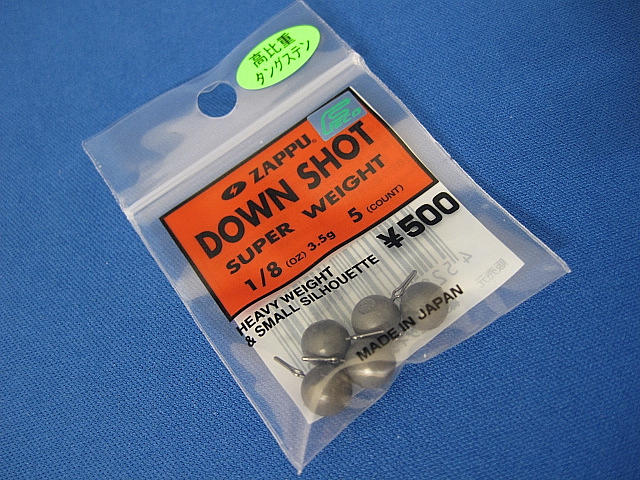 高比重
タングステン
ZAPPU
DOWN SHOT
SUPER WEIGHT
1/8 (OZ) 3.5g 5 (COUNT)
¥500
HEAVY WEIGHT
& SMALL SILHOUETTE
MADE IN JAPAN